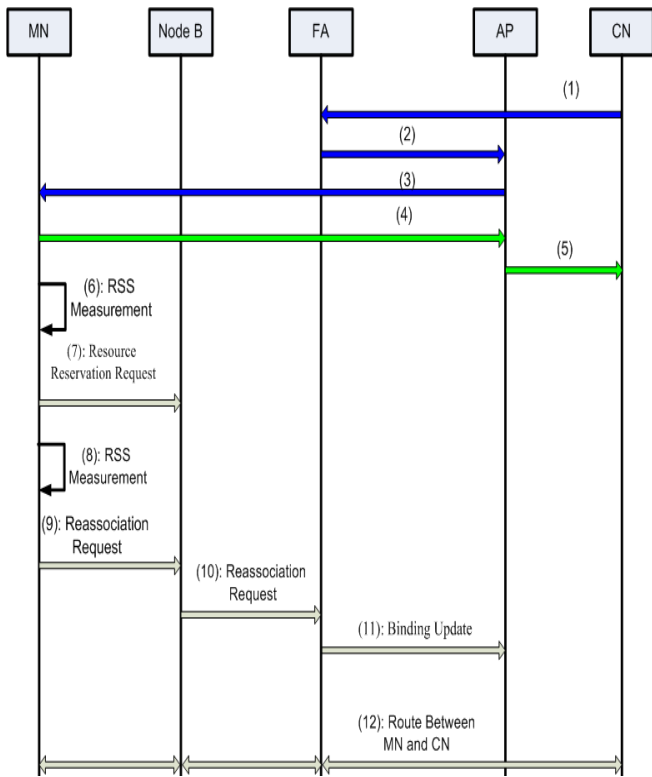 MN
Node B
FA
AP
CN
(1)
(2)
(3)
(4)
(5)
(6): RSS
Measurement
(7): Resource
Reservation Request
(8): RSS
Measurement
(9): Reassociation
Request
(10): Reassociation
Request
(11): Binding Update
(12): Route Between
MN and CN